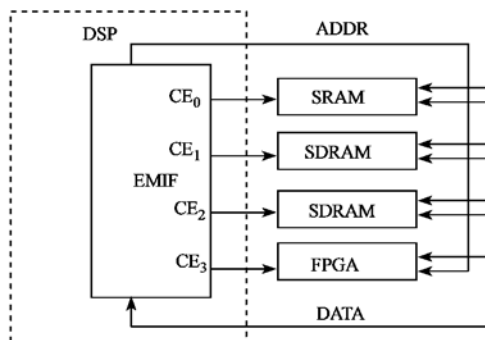 DSP
ADDR
CE₀
SRAM
CE₁
SDRAM
EMIF
CE₂
SDRAM
CE₃
FPGA
DATA